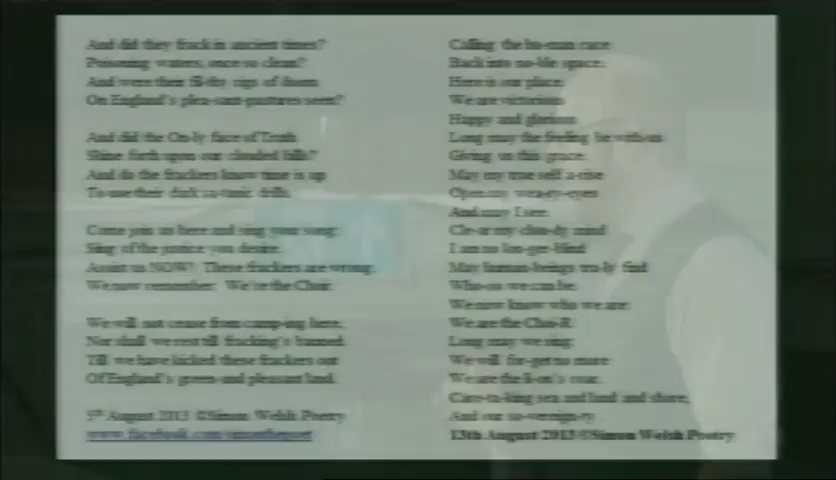 And did they frack in ancient times?
Poisoning waters, once so clean?
And were their fil-thy rigs of doom
On England's plea-sant-pastures seen?
And did the On-ly face of Truth
Shine forth upon our clouded hills?
And do the frackers know time is up
To use their dark sa-tanic drills.
Come join us here and sing your song
Sing of the justice you desire.
Assist us NOW! These frackers are wrong.
We now remember: We're the Choir.
We will not cease from camp-ing here,
Nor shall we rest till fracking's banned.
Till we have kicked these frackers out
Of England's green and pleasant land.
5th August 2013 ©Simon Welsh Poetry
Calling the hu-man race
Back into no-ble space.
Here is our place.
We are victorious
Happy and glorious
Long may the feeling be with us
Giving us this grace.
May my true self a-rise
Open my wea-ry-eyes
And may I see.
Cle-ar my clou-dy mind
I am no lon-ger-blind
May human-beings tru-ly find
Who-so we can be.
We now know who we are:
We are the Choi-R
Long may we sing
We will for-get no more
We are the li-on's roar.
Care-ta-king sea and land and shore,
And our so-vereign-ty
13th August 2013 ©Simon Welsh Poetry